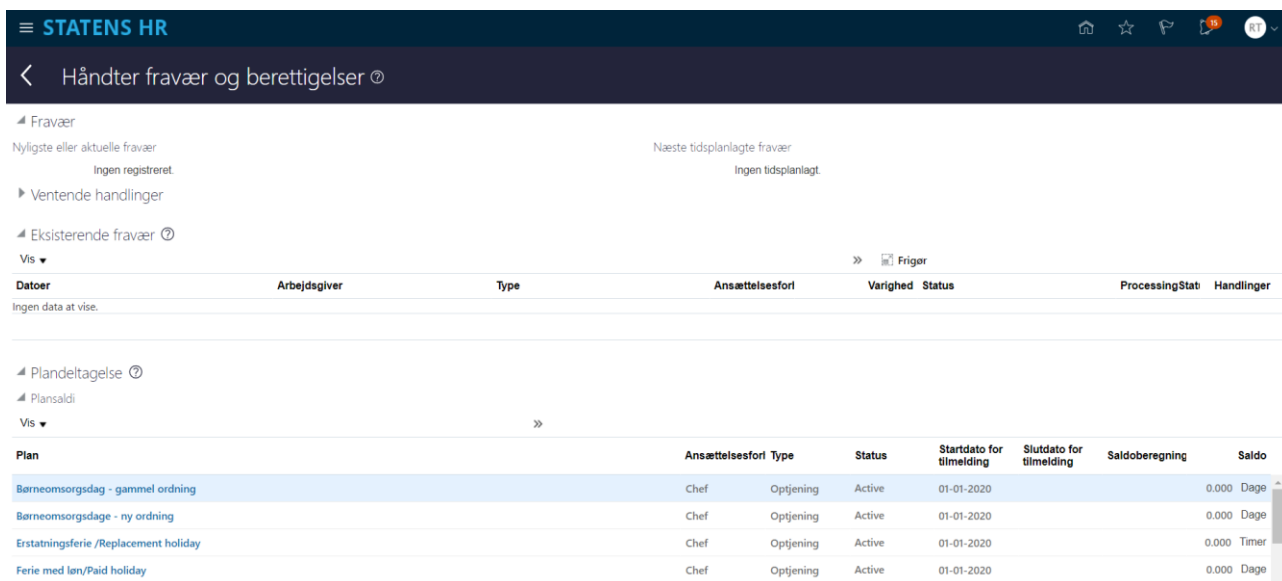 STATENS HR
15
RT
Håndter fravær og berettigelser
Fravær
Nyligste eller aktuelle fravær Næste tidsplanlagte fravær
Ingen registreret. Ingen tidsplanlagt.
Ventende handlinger
Eksisterende fravær
Vis Frigør
Datoer Arbejdsgiver Type Ansættelsesforl Varighed Status ProcessingStat Handlinger
Ingen data at vise.
Plandeltagelse
Plansaldi
Vis
Plan Ansættelsesforl Type Status Startdato for tilmelding Slutdato for tilmelding Saldoberegning Saldo
Børneomsorgsdag - gammel ordning Chef Optjening Active 01-01-2020 0.000 Dage
Børneomsorgsdage - ny ordning Chef Optjening Active 01-01-2020 0.000 Dage
Erstatningsferie /Replacement holiday Chef Optjening Active 01-01-2020 0.000 Timer
Ferie med løn/Paid holiday Chef Optjening Active 01-01-2020 0.000 Dage